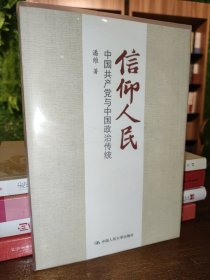 信仰人民
中国共产党与中国政治传统
潘维 著
中国人民大学出版社